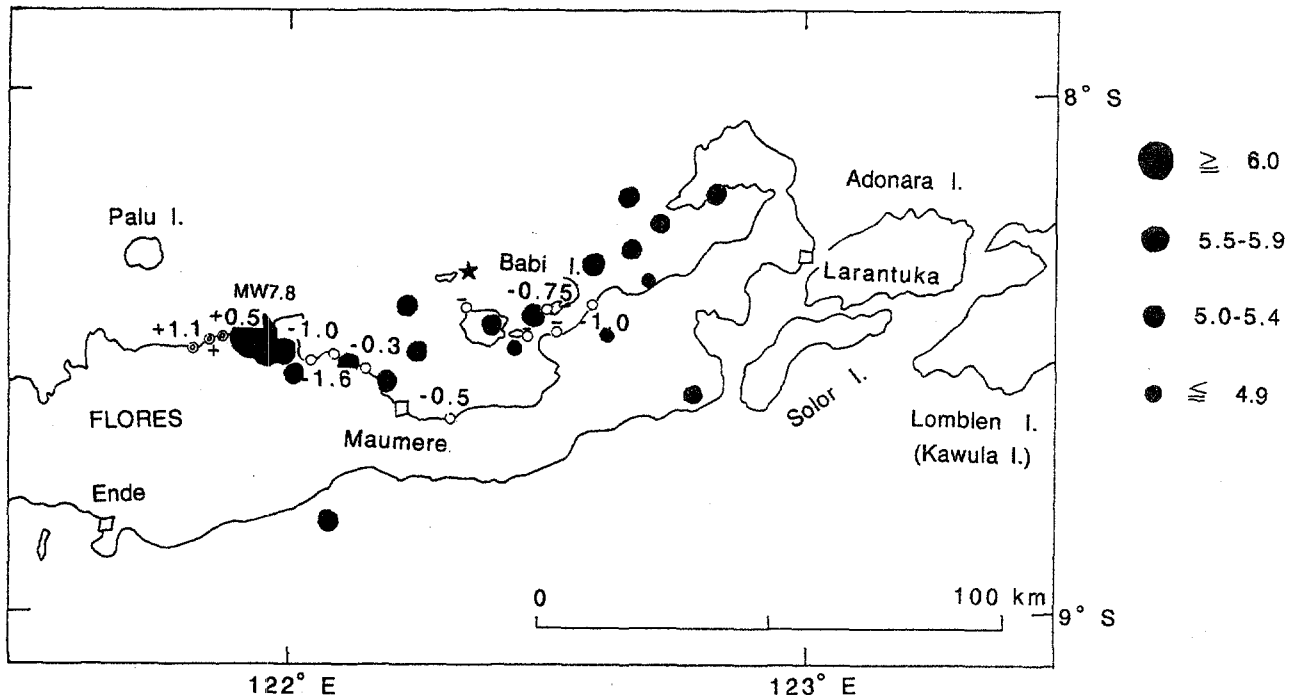 8° S
≧ 6.0
Adonara I.
Palu I.
5.5-5.9
Babi I.
Larantuka
MW7.8
-0.75
+0.5
+1.1
-1.0
-1.0
5.0-5.4
+
-0.3
-1.6
≦ 4.9
-0.5
Solor I.
FLORES
Lomblen I.
Maumere
(Kawula I.)
Ende
0 100 km
9° S
122° E 123° E